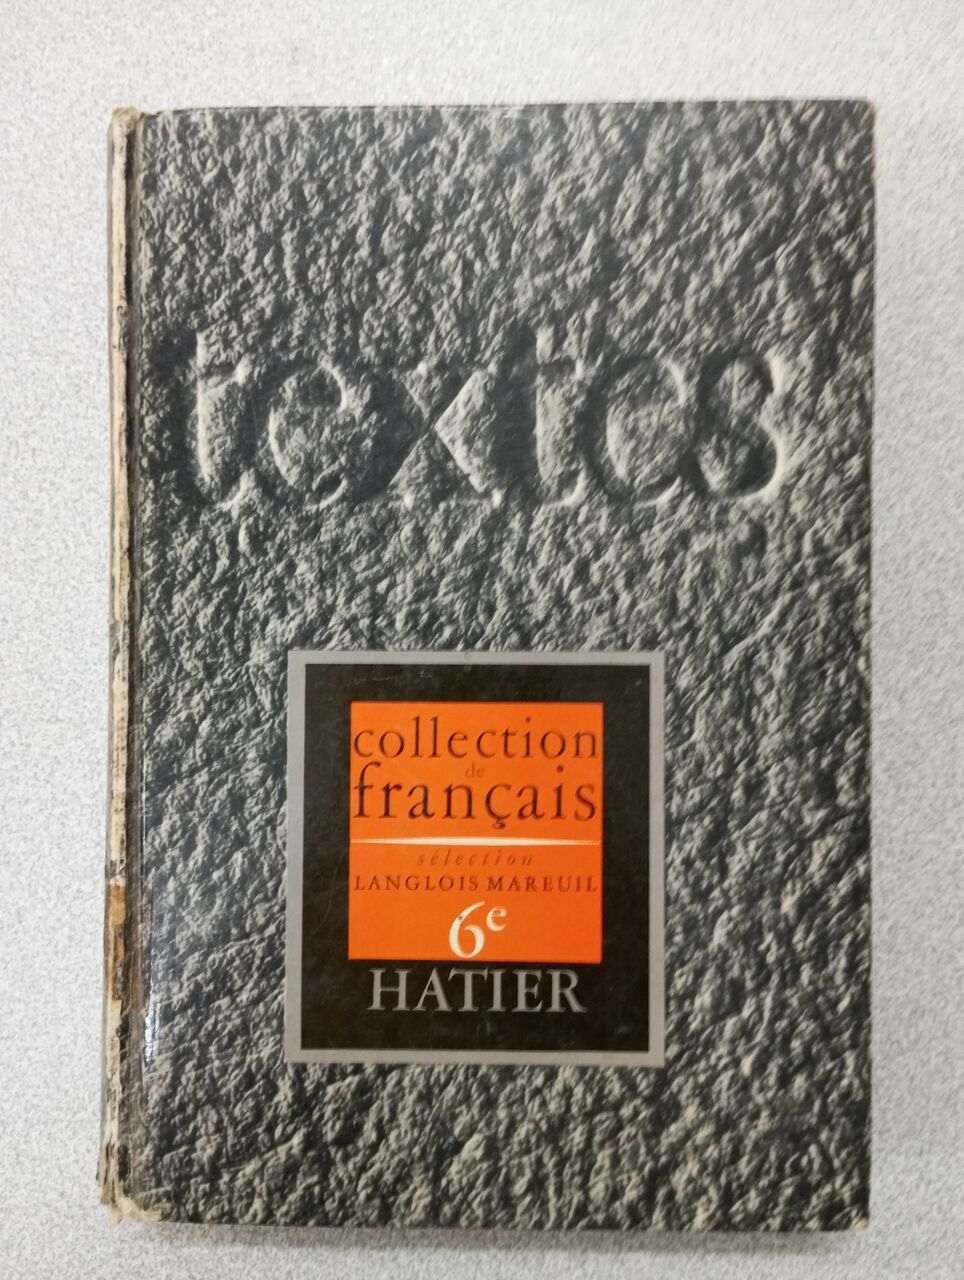 textes
collection
de
français
sélection
LANGLOIS MAREUIL
6e
HATIER